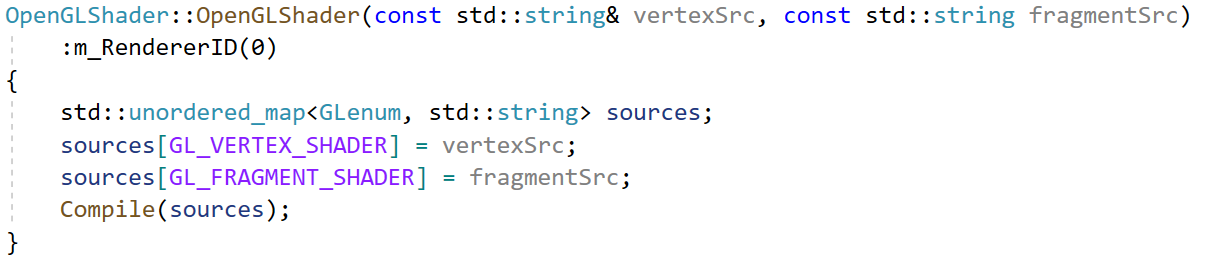 OpenGLShader::OpenGLShader(const std::string& vertexSrc, const std::string fragmentSrc)
    :m_RendererID(0)
{
    std::unordered_map<GLenum, std::string> sources;
    sources[GL_VERTEX_SHADER] = vertexSrc;
    sources[GL_FRAGMENT_SHADER] = fragmentSrc;
    Compile(sources);
}